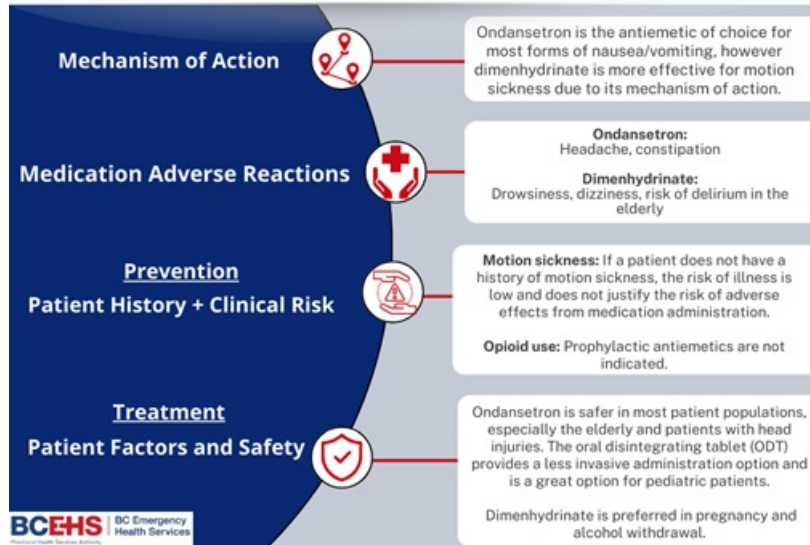 Mechanism of Action
Ondansetron is the antiemetic of choice for
most forms of nausea/vomiting, however
dimenhydrinate is more effective for motion
sickness due to its mechanism of action.
Medication Adverse Reactions
Ondansetron:
Headache, constipation
Dimenhydrinate:
Drowsiness, dizziness, risk of delirium in the
elderly
Prevention
Patient History + Clinical Risk
Motion sickness: If a patient does not have a
history of motion sickness, the risk of illness is
low and does not justify the risk of adverse
effects from medication administration.
Opioid use: Prophylactic antiemetics are not
indicated.
Treatment
Patient Factors and Safety
Ondansetron is safer in most patient populations,
especially the elderly and patients with head
injuries. The oral disintegrating tablet (ODT)
provides a less invasive administration option and
is a great option for pediatric patients.
Dimenhydrinate is preferred in pregnancy and
alcohol withdrawal.
BCEHS
BC Emergency
Health Services
Provincial Health Services Authority